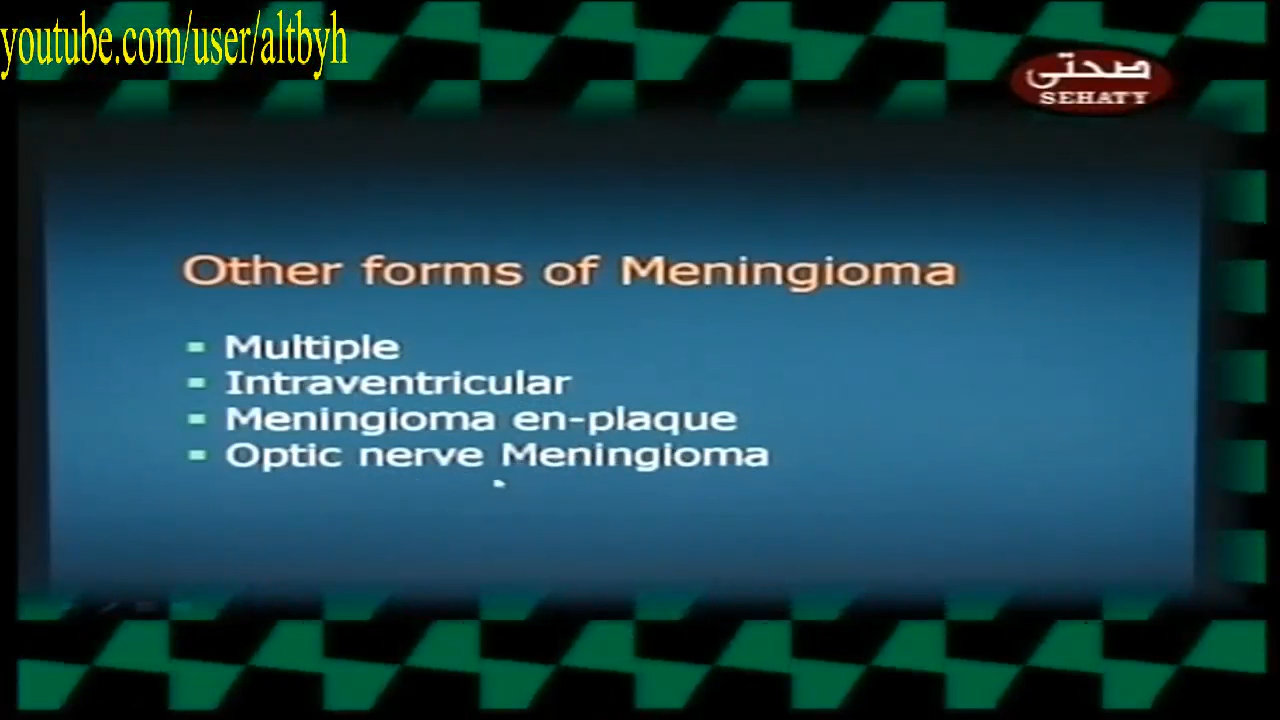 youtube.com/user/altbyh
صحتى
SEHATY
Other forms of Meningioma
Multiple
Intraventricular
Meningioma en-plaque
Optic nerve Meningioma